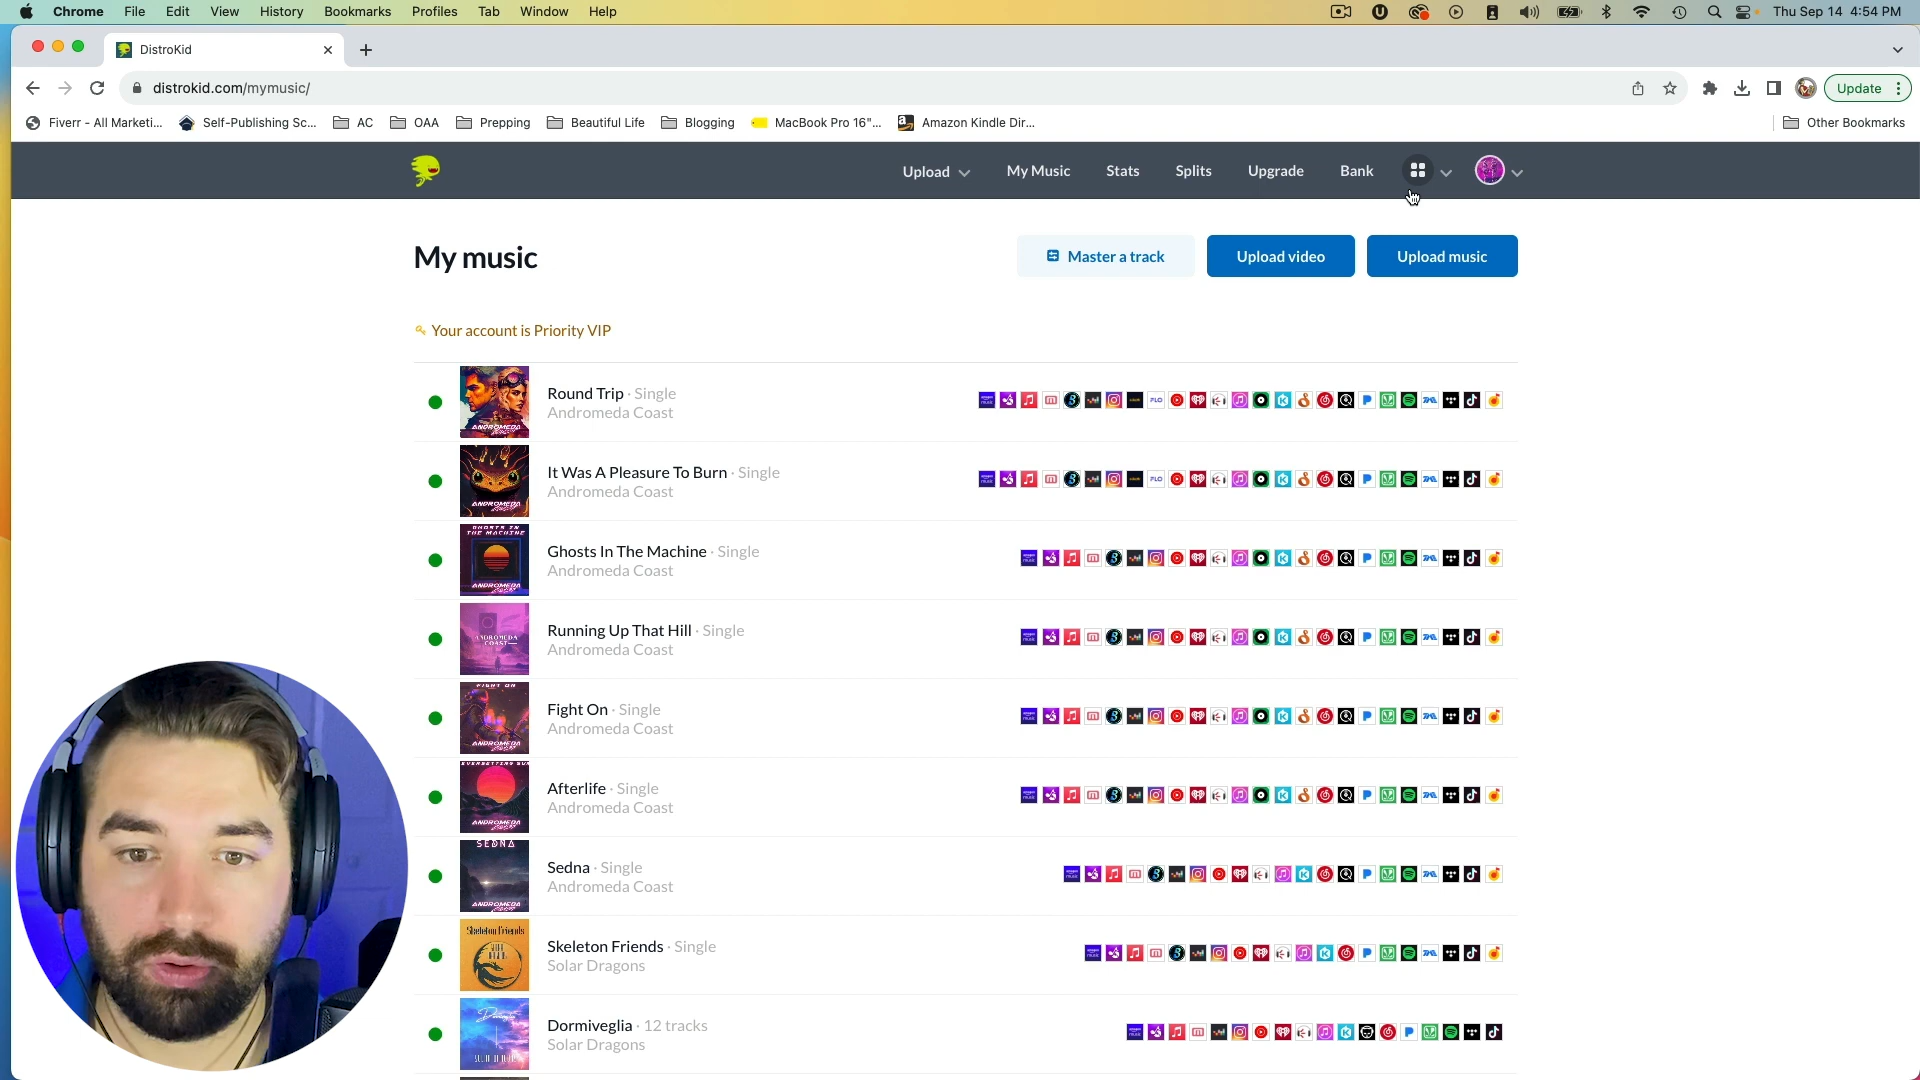 Chrome File Edit View History Bookmarks Profiles Tab Window Help Thu Sep 14 4:54 PM
DistroKid
distrokid.com/mymusic/ Update
Fiverr - All Marketi... Self-Publishing Sc... AC OAA Prepping Beautiful Life Blogging MacBook Pro 16"... Amazon Kindle Dir... Other Bookmarks
Upload My Music Stats Splits Upgrade Bank
My music Master a track Upload video Upload music
Your account is Priority VIP
Round Trip · Single
Andromeda Coast
It Was A Pleasure To Burn · Single
Andromeda Coast
Ghosts In The Machine · Single
Andromeda Coast
Running Up That Hill · Single
Andromeda Coast
Fight On · Single
Andromeda Coast
Afterlife · Single
Andromeda Coast
Sedna · Single
Andromeda Coast
Skeleton Friends · Single
Solar Dragons
Dormiveglia · 12 tracks
Solar Dragons